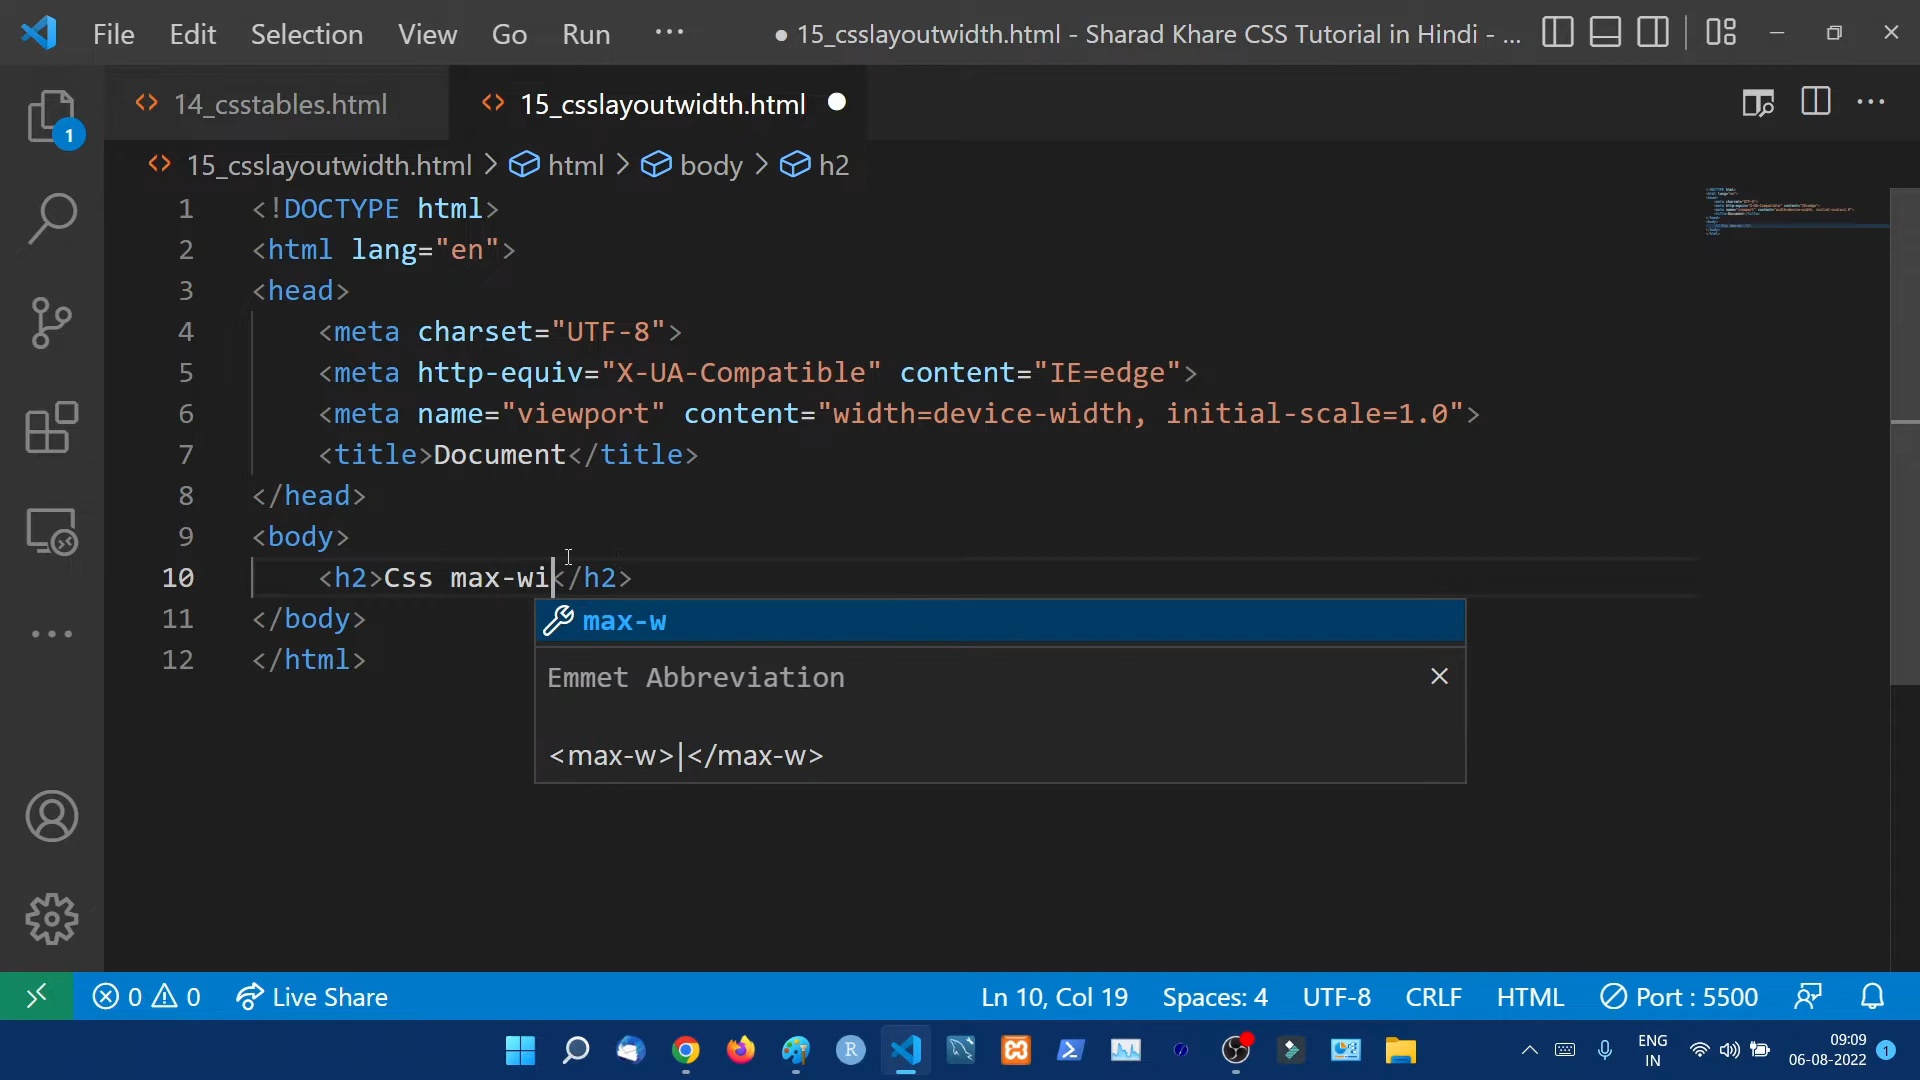 File Edit Selection View Go Run ··· ● 15_csslayoutwidth.html - Sharad Khare CSS Tutorial in Hindi - ...
14_csstables.html 15_csslayoutwidth.html
1
15_csslayoutwidth.html > html > body > h2
1 <!DOCTYPE html>
2 <html lang="en">
3 <head>
4 <meta charset="UTF-8">
5 <meta http-equiv="X-UA-Compatible" content="IE=edge">
6 <meta name="viewport" content="width=device-width, initial-scale=1.0">
7 <title>Document</title>
8 </head>
9 <body>
10 <h2>Css max-wi</h2>
11 </body>
12 </html>
max-w
Emmet Abbreviation
<max-w>|</max-w>
0 0 Live Share Ln 10, Col 19 Spaces: 4 UTF-8 CRLF HTML Port : 5500
R ENG IN 09:09 06-08-2022 1